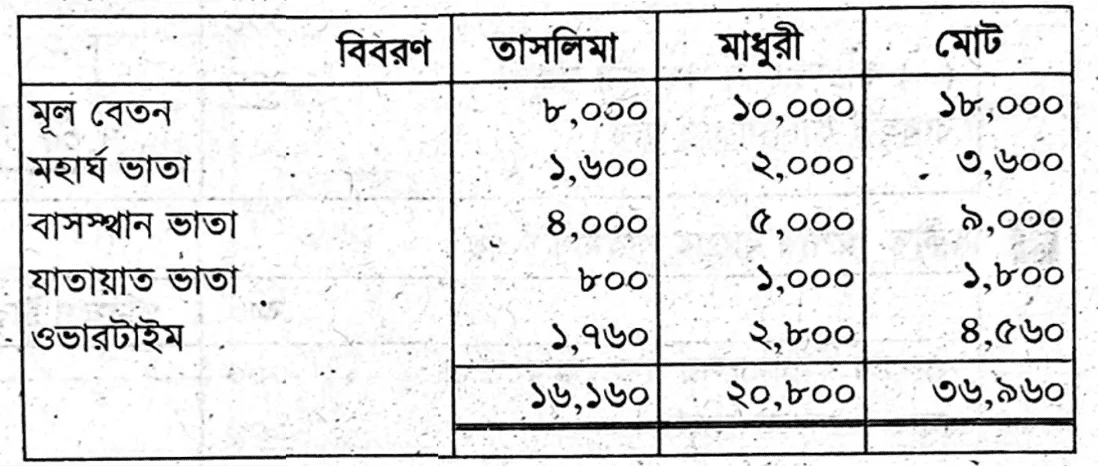 বিবরণ তাসলিমা মাধুরী মোট
মূল বেতন ৮,০০০ ১০,০০০ ১৮,০০০
মহার্ঘ ভাতা ১,৬০০ ২,০০০ ৩,৬০০
বাসস্থান ভাতা ৪,০০০ ৫,০০০ ৯,০০০
যাতায়াত ভাতা ৮০০ ১,০০০ ১,৮০০
ওভারটাইম ১,৭৬০ ২,৮০০ ৪,৫৬০
১৬,১৬০ ২০,৮০০ ৩৬,৯৬০